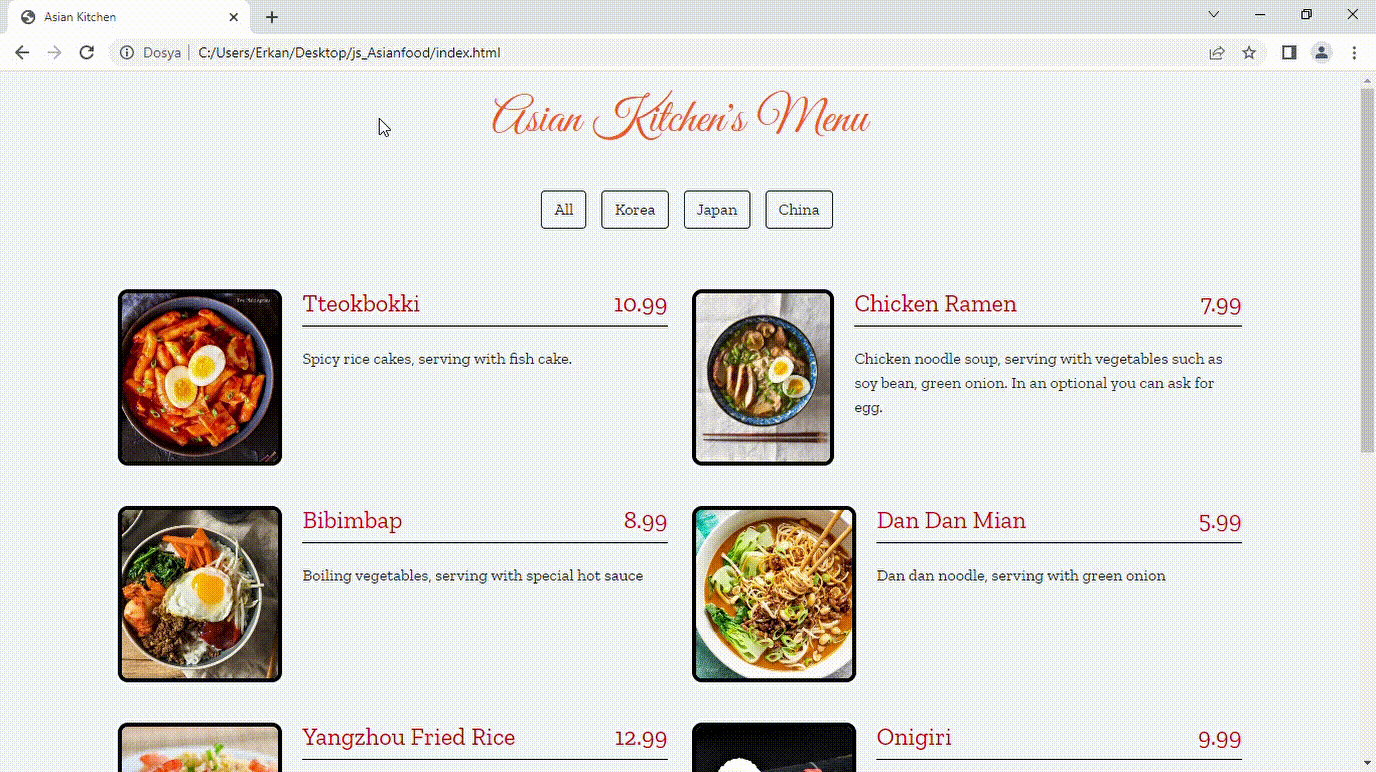 Asian Kitchen
Dosya
C:/Users/Erkan/Desktop/js_Asianfood/index.html
Asian Kitchen's Menu
All
Korea
Japan
China
Tteokbokki 10.99
Spicy rice cakes, serving with fish cake.
Chicken Ramen 7.99
Chicken noodle soup, serving with vegetables such as
soy bean, green onion. In an optional you can ask for
egg.
Bibimbap 8.99
Boiling vegetables, serving with special hot sauce
Dan Dan Mian 5.99
Dan dan noodle, serving with green onion
Yangzhou Fried Rice 12.99
Onigiri 9.99